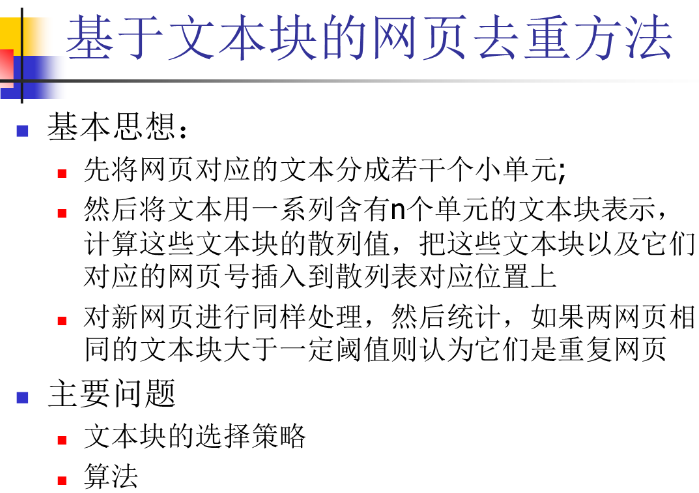 基于文本块的网页去重方法
基本思想：
先将网页对应的文本分成若干个小单元;
然后将文本用一系列含有n个单元的文本块表示，
计算这些文本块的散列值，把这些文本块以及它们
对应的网页号插入到散列表对应位置上
对新网页进行同样处理，然后统计，如果两网页相
同的文本块大于一定阈值则认为它们是重复网页
主要问题
文本块的选择策略
算法